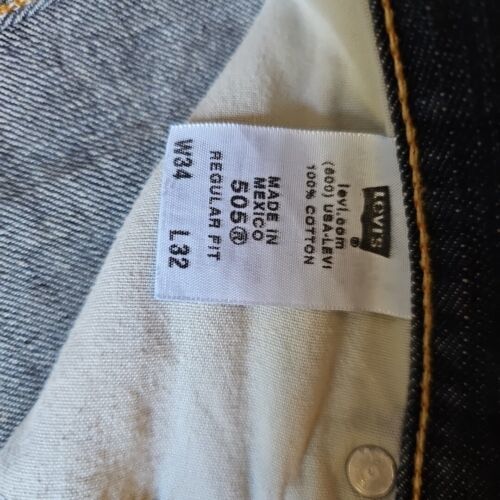 LEVI'S
®
levi.com
(800) USA-LEVI
100% COTTON
MADE IN
MEXICO
505®
REGULAR FIT
W34 L32